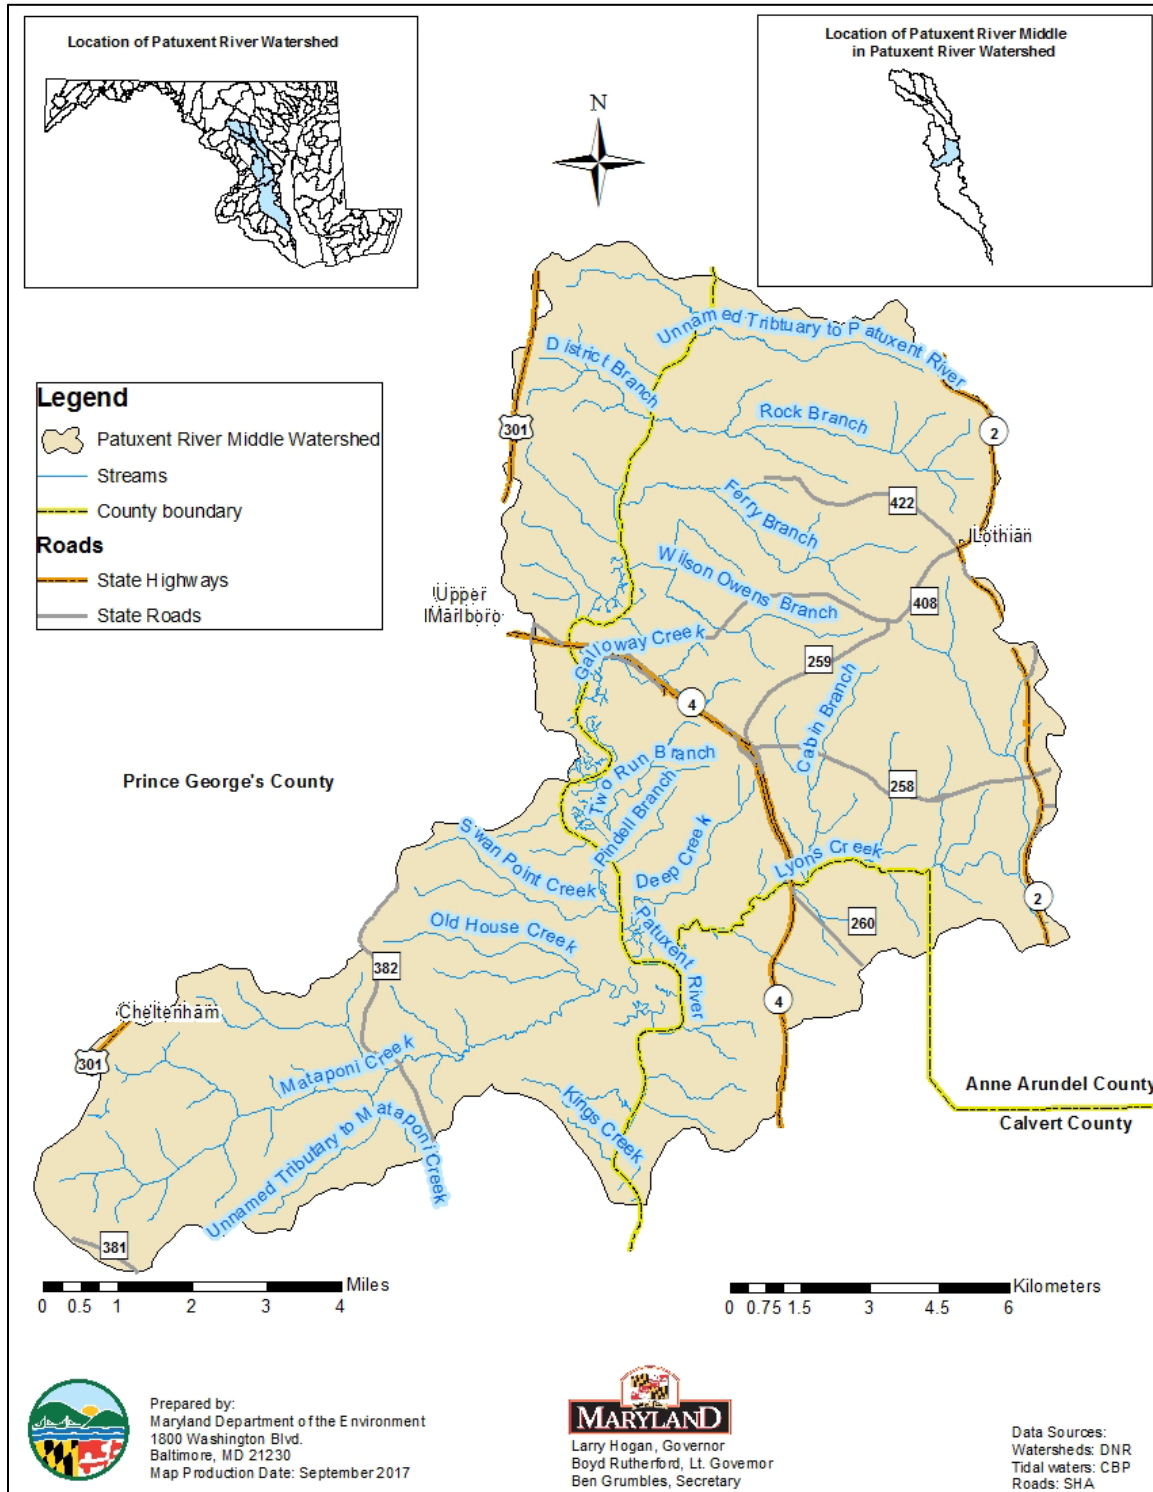 Location of Patuxent River Watershed
Location of Patuxent River Middle
in Patuxent River Watershed
N
Unnamed Tribtuary to Patuxent River
District Branch
Rock Branch
301
2
Legend
Patuxent River Middle Watershed
Streams
County boundary
Roads
State Highways
State Roads
Ferry Branch
422
Lothian
Wilson Owens Branch
408
Upper
Marlboro
Galloway Creek
259
4
Cabin Branch
Two Run Branch
258
Prince George's County
Pindell Branch
Swan Point Creek
Deep Creek
Lyons Creek
2
260
Old House Creek
Patuxent River
382
4
Cheltenham
301
Mataponi Creek
Anne Arundel County
Calvert County
Kings Creek
Unnamed Tributary to Mataponi Creek
381
Miles
0 0.5 1 2 3 4
Kilometers
0 0.75 1.5 3 4.5 6
Prepared by:
Maryland Department of the Environment
1800 Washington Blvd.
Baltimore, MD 21230
Map Production Date: September 2017
MARYLAND
Larry Hogan, Governor
Boyd Rutherford, Lt. Governor
Ben Grumbles, Secretary
Data Sources:
Watersheds: DNR
Tidal waters: CBP
Roads: SHA